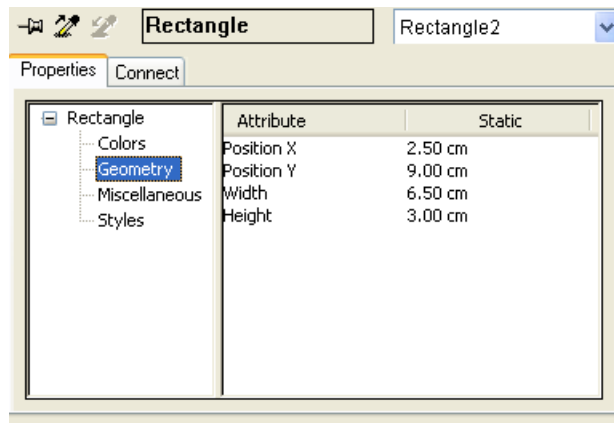 Rectangle Rectangle2
Properties Connect
Rectangle
Colors
Geometry
Miscellaneous
Styles
Attribute Static
Position X 2.50 cm
Position Y 9.00 cm
Width 6.50 cm
Height 3.00 cm